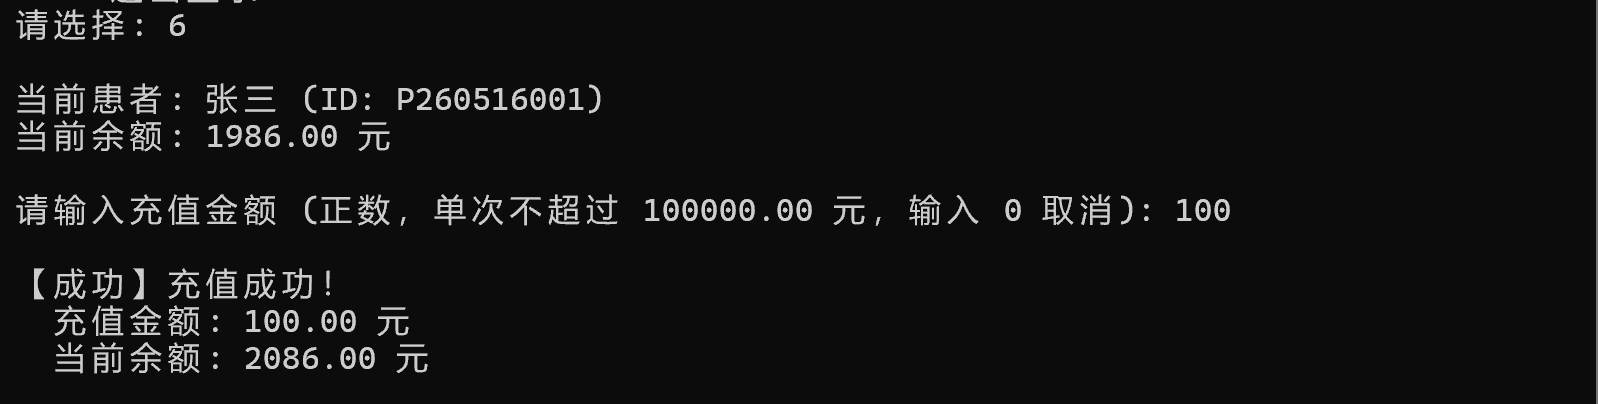 请选择: 6
当前患者: 张三 (ID: P260516001)
当前余额: 1986.00 元
请输入充值金额 (正数, 单次不超过 100000.00 元, 输入 0 取消): 100
【成功】充值成功!
充值金额: 100.00 元
当前余额: 2086.00 元